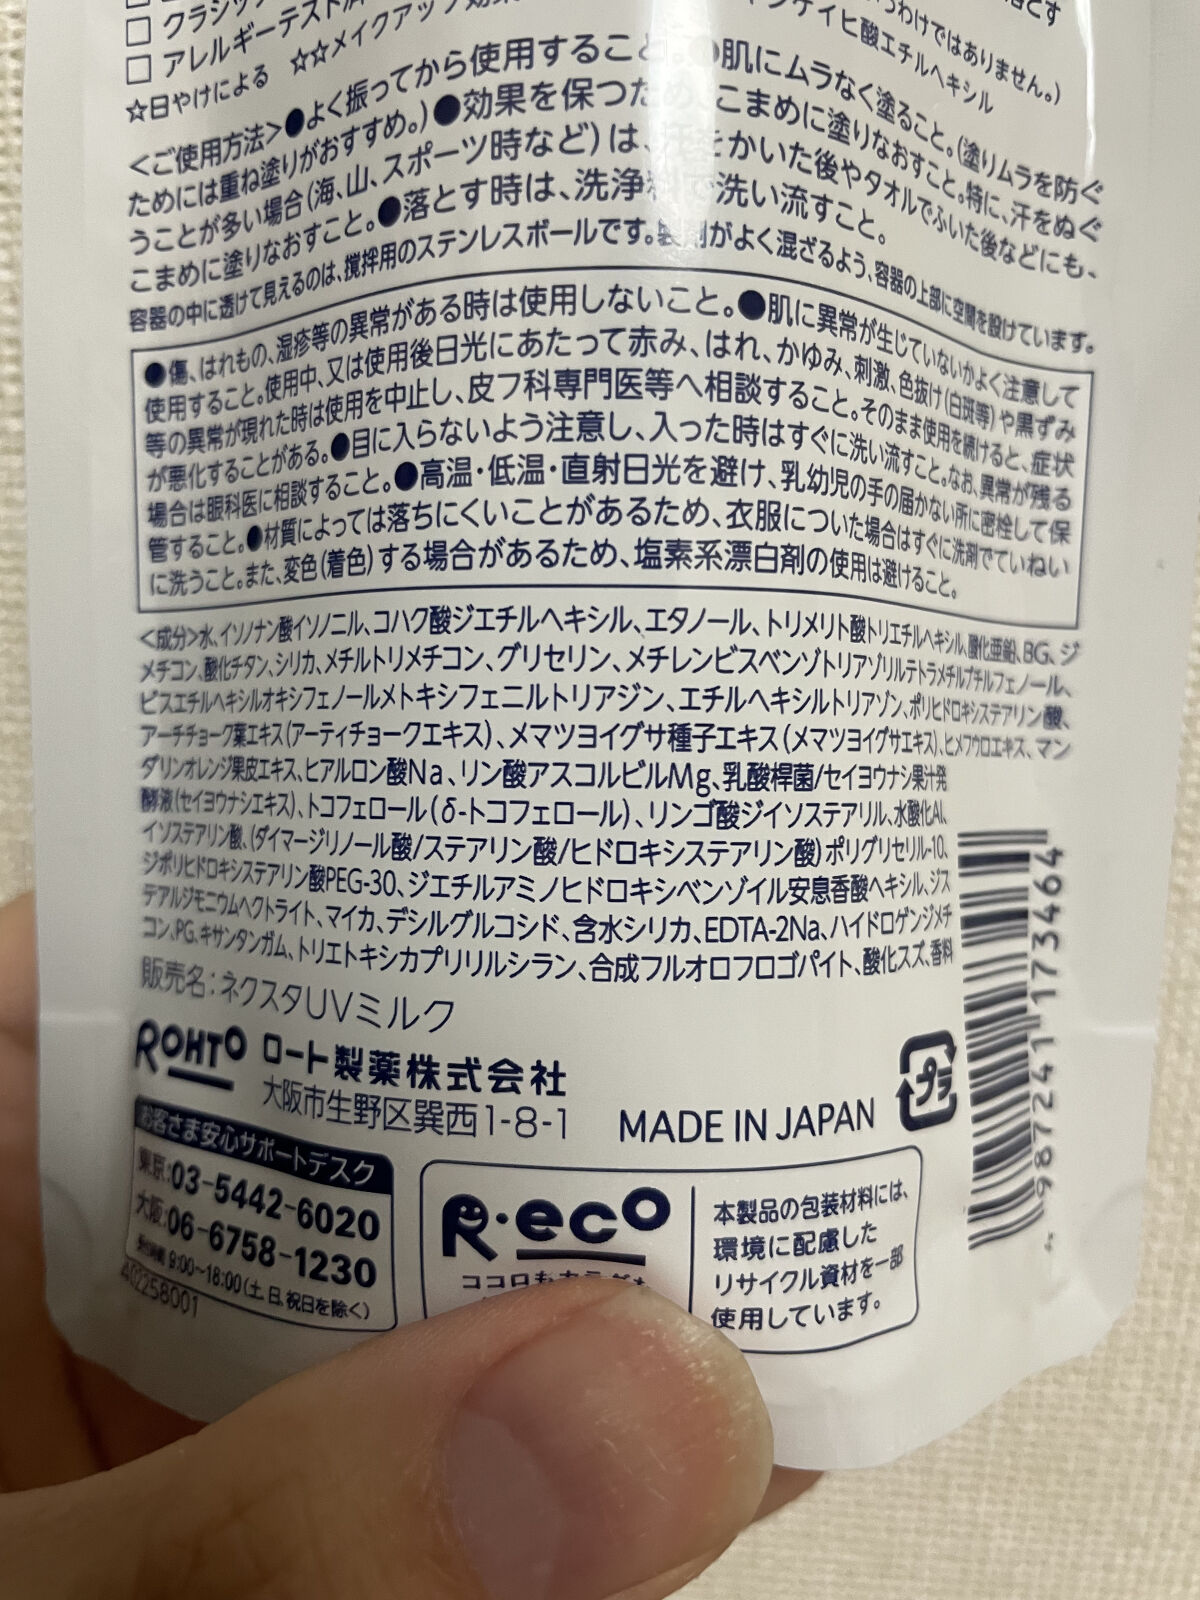 落とす
わけではありません。)
ケイヒ酸エチルヘキシル
□ アレルギーテスト済
☆日やけによる ☆☆メイクアップ効果
<ご使用方法>●よく振ってから使用すること。●肌にムラなく塗ること。(塗りムラを防ぐ
ためには重ね塗りがおすすめ。)●効果を保つため、こまめに塗りなおすこと。特に、汗をぬぐ
うことが多い場合(海、山、スポーツ時など)は、汗をかいた後やタオルでふいた後などにも、
こまめに塗りなおすこと。●落とす時は、洗浄料で洗い流すこと。
容器の中に透けて見えるのは、撹拌用のステンレスボールです。製剤がよく混ざるよう、容器の上部に空間を設けています。
●傷、はれもの、湿疹等の異常がある時は使用しないこと。●肌に異常が生じていないかよく注意して
使用すること。使用中、又は使用後日光にあたって赤み、はれ、かゆみ、刺激、色抜け(白斑等)や黒ずみ
等の異常が現れた時は使用を中止し、皮フ科専門医等へ相談すること。そのまま使用を続けると、症状
が悪化することがある。●目に入らないよう注意し、入った時はすぐに洗い流すこと。なお、異常が残る
場合は眼科医に相談すること。●高温・低温・直射日光を避け、乳幼児の手の届かない所に密栓して保
管すること。●材質によっては落ちにくいことがあるため、衣服についた場合はすぐに洗剤でていねい
に洗うこと。また、変色(着色)する場合があるため、塩素系漂白剤の使用は避けること。
<成分>水、イソノナン酸イソノニル、コハク酸ジエチルヘキシル、エタノール、トリメリト酸トリエチルヘキシル、酸化亜鉛、BG、ジ
メチコン、酸化チタン、シリカ、メチルトリメチコン、グリセリン、メチレンビスベンゾトリアゾリルテトラメチルブチルフェノール、
ビスエチルヘキシルオキシフェノールメトキシフェニルトリアジン、エチルヘキシルトリアゾン、ポリヒドロキシステアリン酸、
アーチチョーク葉エキス(アーティチョークエキス)、メマツヨイグサ種子エキス(メマツヨイグサエキス)、ヒメフウロエキス、マン
ダリンオレンジ果皮エキス、ヒアルロン酸Na、リン酸アスコルビルMg、乳酸桿菌/セイヨウナシ果汁発
酵液(セイヨウナシエキス)、トコフェロール(δ-トコフェロール)、リンゴ酸ジイソステアリル、水酸化Al、
イソステアリン酸、(ダイマージリノール酸/ステアリン酸/ヒドロキシステアリン酸)ポリグリセリル-10、
ジポリヒドロキシステアリン酸PEG-30、ジエチルアミノヒドロキシベンゾイル安息香酸ヘキシル、ジス
テアルジモニウムヘクトライト、マイカ、デシルグルコシド、含水シリカ、EDTA-2Na、ハイドロゲンジメチ
コン、PG、キサンタンガム、トリエトキシカプリリルシラン、合成フルオロフロゴパイト、酸化スズ、香料
販売名:ネクスタUVミルク
ROHTO ロート製薬株式会社
大阪市生野区巽西1-8-1
MADE IN JAPAN
プラ
4 987241 173464
お客さま安心サポートデスク
東京:03-5442-6020
大阪:06-6758-1230
受付時間 9:00~18:00(土、日、祝日を除く)
402258001
R・eco
本製品の包装材料には、
環境に配慮した
リサイクル資材を一部
使用しています。